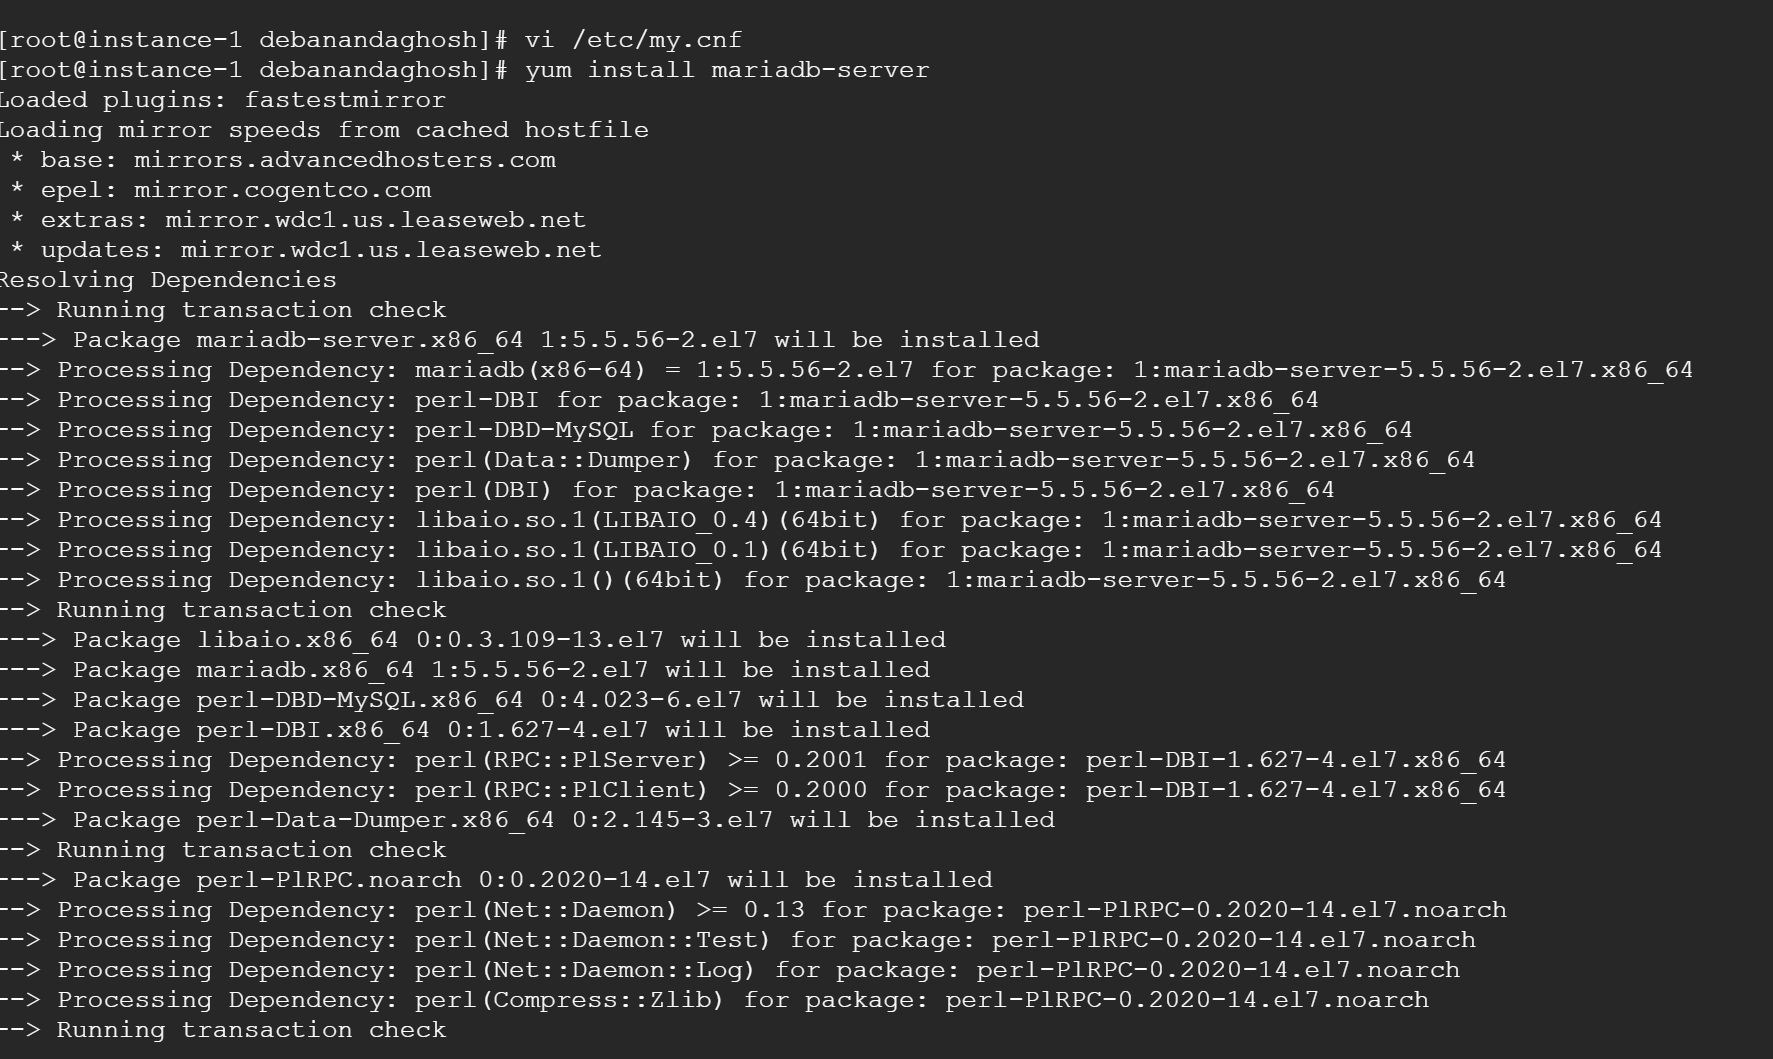 [root@instance-1 debanandaghosh]# vi /etc/my.cnf
[root@instance-1 debanandaghosh]# yum install mariadb-server
Loaded plugins: fastestmirror
Loading mirror speeds from cached hostfile
 * base: mirrors.advancedhosters.com
 * epel: mirror.cogentco.com
 * extras: mirror.wdc1.us.leaseweb.net
 * updates: mirror.wdc1.us.leaseweb.net
Resolving Dependencies
--> Running transaction check
---> Package mariadb-server.x86_64 1:5.5.56-2.el7 will be installed
--> Processing Dependency: mariadb(x86-64) = 1:5.5.56-2.el7 for package: 1:mariadb-server-5.5.56-2.el7.x86_64
--> Processing Dependency: perl-DBI for package: 1:mariadb-server-5.5.56-2.el7.x86_64
--> Processing Dependency: perl-DBD-MySQL for package: 1:mariadb-server-5.5.56-2.el7.x86_64
--> Processing Dependency: perl(Data::Dumper) for package: 1:mariadb-server-5.5.56-2.el7.x86_64
--> Processing Dependency: perl(DBI) for package: 1:mariadb-server-5.5.56-2.el7.x86_64
--> Processing Dependency: libaio.so.1(LIBAIO_0.4)(64bit) for package: 1:mariadb-server-5.5.56-2.el7.x86_64
--> Processing Dependency: libaio.so.1(LIBAIO_0.1)(64bit) for package: 1:mariadb-server-5.5.56-2.el7.x86_64
--> Processing Dependency: libaio.so.1()(64bit) for package: 1:mariadb-server-5.5.56-2.el7.x86_64
--> Running transaction check
---> Package libaio.x86_64 0:0.3.109-13.el7 will be installed
---> Package mariadb.x86_64 1:5.5.56-2.el7 will be installed
---> Package perl-DBD-MySQL.x86_64 0:4.023-6.el7 will be installed
---> Package perl-DBI.x86_64 0:1.627-4.el7 will be installed
--> Processing Dependency: perl(RPC::PlServer) >= 0.2001 for package: perl-DBI-1.627-4.el7.x86_64
--> Processing Dependency: perl(RPC::PlClient) >= 0.2000 for package: perl-DBI-1.627-4.el7.x86_64
---> Package perl-Data-Dumper.x86_64 0:2.145-3.el7 will be installed
--> Running transaction check
---> Package perl-PlRPC.noarch 0:0.2020-14.el7 will be installed
--> Processing Dependency: perl(Net::Daemon) >= 0.13 for package: perl-PlRPC-0.2020-14.el7.noarch
--> Processing Dependency: perl(Net::Daemon::Test) for package: perl-PlRPC-0.2020-14.el7.noarch
--> Processing Dependency: perl(Net::Daemon::Log) for package: perl-PlRPC-0.2020-14.el7.noarch
--> Processing Dependency: perl(Compress::Zlib) for package: perl-PlRPC-0.2020-14.el7.noarch
--> Running transaction check